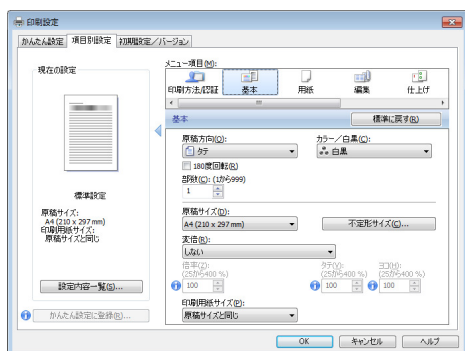 印刷設定
かんたん設定 項目別設定 初期設定／バージョン
現在の設定
メニュー項目(M):
印刷方法/認証 基本 用紙 編集 仕上げ
基本
標準に戻す(R)
原稿方向(O):
カラー／白黒(C):
タテ
白黒
180度回転(R)
部数(C): (1から999)
1
標準設定
原稿サイズ:
A4 (210 x 297 mm)
印刷用紙サイズ:
原稿サイズと同じ
原稿サイズ(D):
A4 (210 x 297 mm)
不定形サイズ(C)...
変倍(R):
しない
倍率(Z):
(25から400 %)
タテ(V):
(25から400 %)
ヨコ(H):
(25から400 %)
100
100
100
設定内容一覧(S)...
印刷用紙サイズ(P):
かんたん設定に登録(R)...
原稿サイズと同じ
OK キャンセル ヘルプ